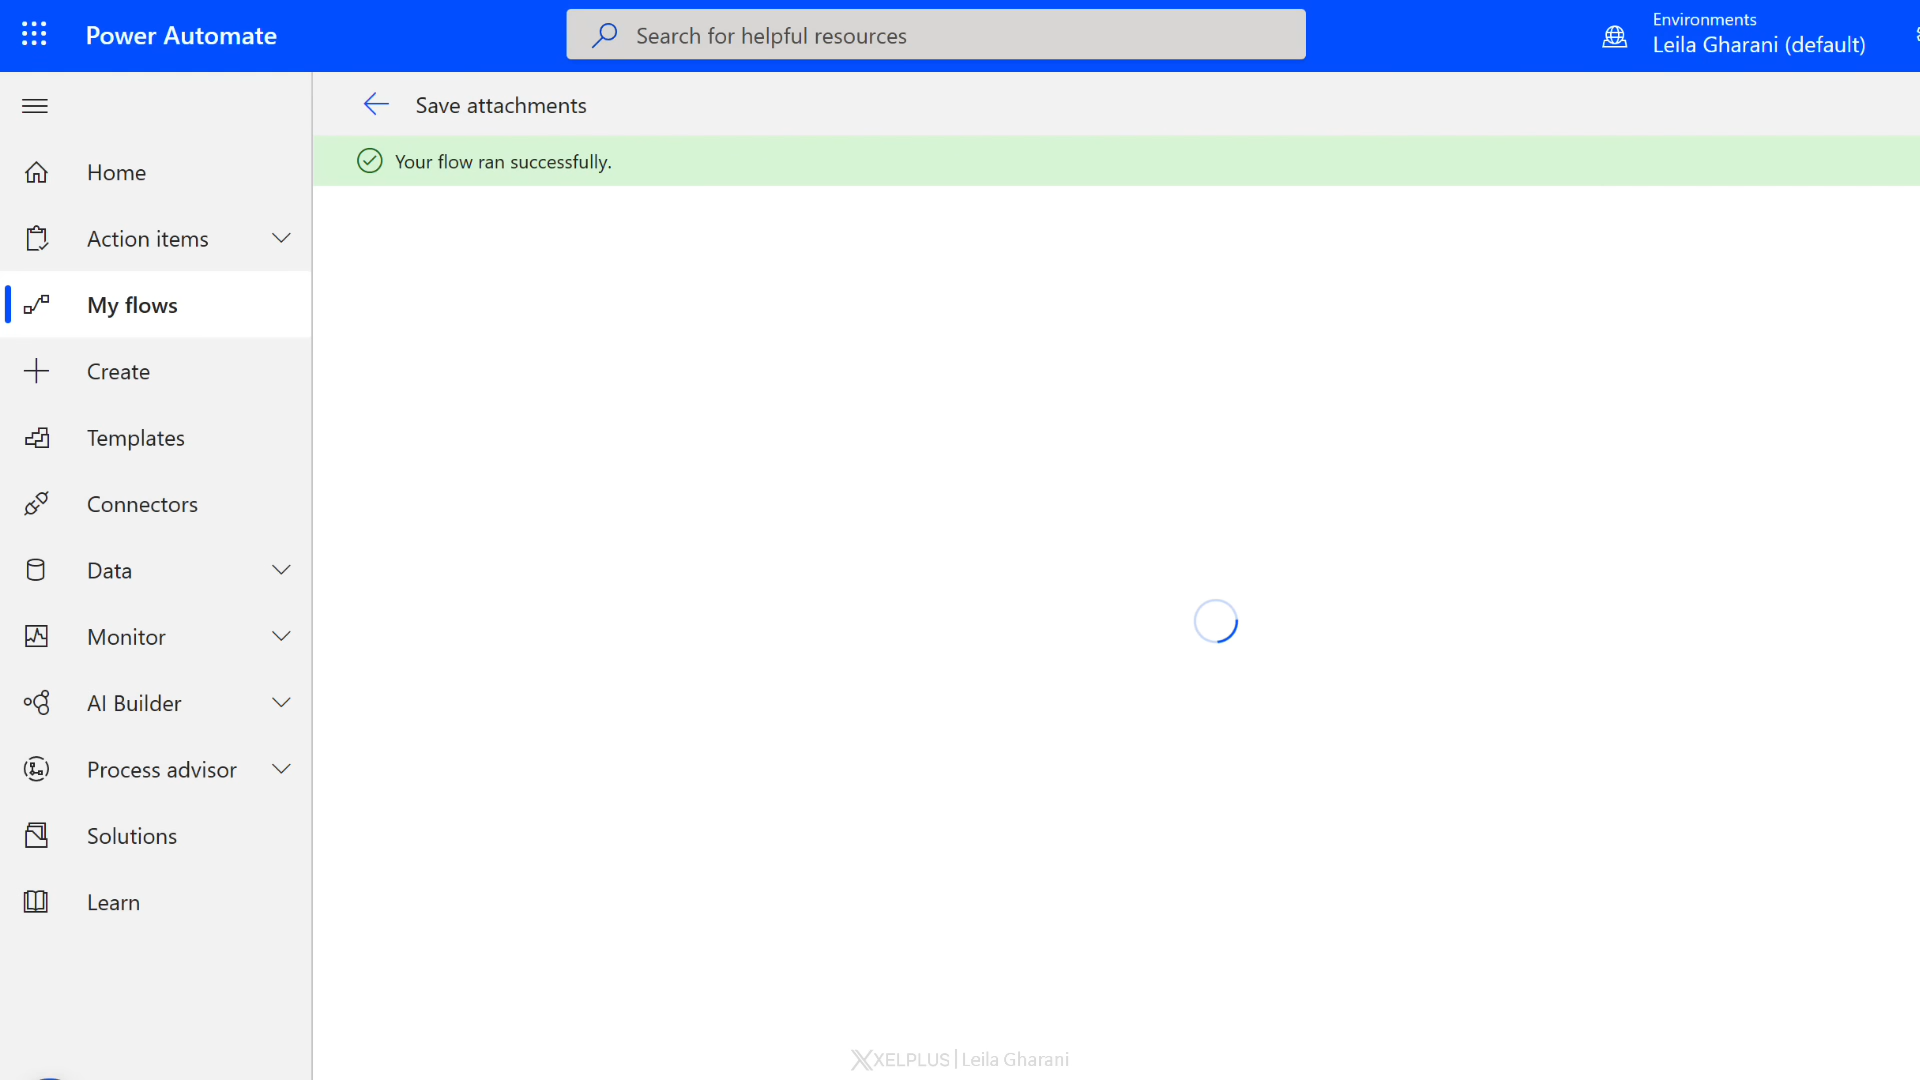 Power Automate
Search for helpful resources
Environments
Leila Gharani (default)
Save attachments
Your flow ran successfully.
Home
Action items
My flows
Create
Templates
Connectors
Data
Monitor
AI Builder
Process advisor
Solutions
Learn
XELPLUS | Leila Gharani